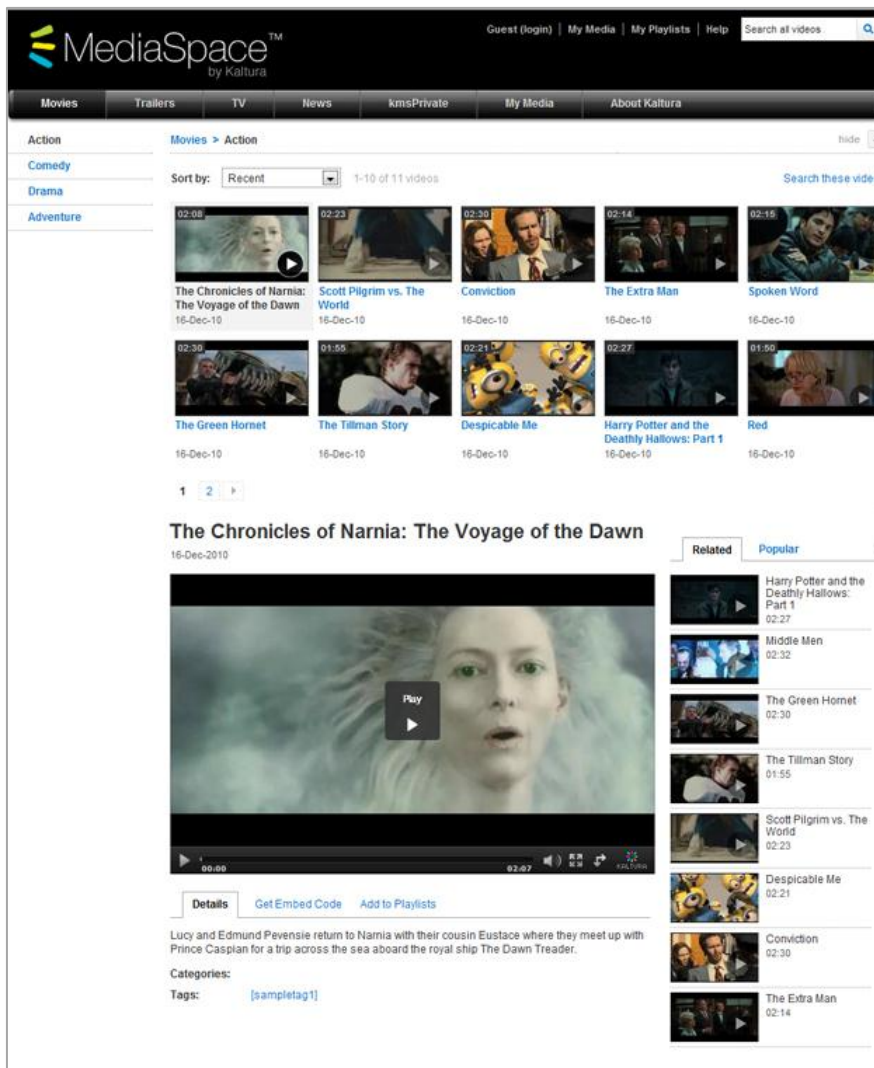 Guest (login) | My Media | My Playlists | Help
Search all videos
MediaSpace™
by Kaltura
Movies
Trailers
TV
News
kmsPrivate
My Media
About Kaltura
Action
Comedy
Drama
Adventure
Movies > Action
hide
Sort by:
Recent
1-10 of 11 videos
Search these vide
02:08
02:23
02:30
02:14
02:15
The Chronicles of Narnia:
The Voyage of the Dawn
16-Dec-10
Scott Pilgrim vs. The
World
16-Dec-10
Conviction
16-Dec-10
The Extra Man
16-Dec-10
Spoken Word
16-Dec-10
02:30
01:55
02:21
02:27
01:50
The Green Hornet
16-Dec-10
The Tillman Story
16-Dec-10
Despicable Me
16-Dec-10
Harry Potter and the
Deathly Hallows: Part 1
16-Dec-10
Red
16-Dec-10
1 2
The Chronicles of Narnia: The Voyage of the Dawn
16-Dec-2010
Play
00:00
02:07
KALTURA
Details
Get Embed Code
Add to Playlists
Lucy and Edmund Pevensie return to Narnia with their cousin Eustace where they meet up with
Prince Caspian for a trip across the sea aboard the royal ship The Dawn Treader.
Categories:
Tags: [sampletag1]
Related
Popular
Harry Potter and the
Deathly Hallows:
Part 1
02:27
Middle Men
02:32
The Green Hornet
02:30
The Tillman Story
01:55
Scott Pilgrim vs. The
World
02:23
Despicable Me
02:21
Conviction
02:30
The Extra Man
02:14